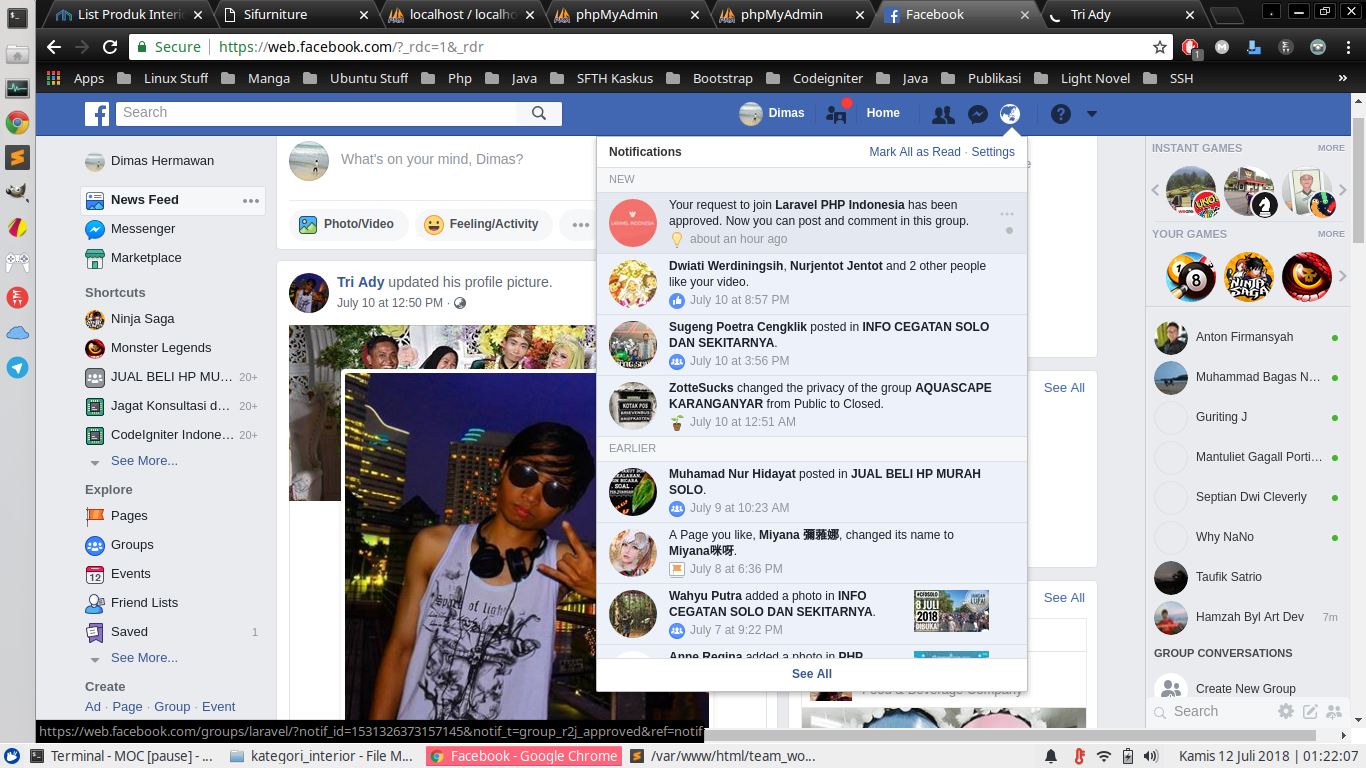 List Produk Interi
Sifurniture
localhost / localho
phpMyAdmin
phpMyAdmin
Facebook
Tri Ady
Secure
https://web.facebook.com/?_rdc=1&_rdr
1
Apps
Linux Stuff
Manga
Ubuntu Stuff
Php
Java
SFTH Kaskus
Bootstrap
Codeigniter
Java
Publikasi
Light Novel
SSH
»
Search
Dimas
Home
Dimas Hermawan
News Feed
Messenger
Marketplace
Shortcuts
Ninja Saga
Monster Legends
JUAL BELI HP MU... 20+
Jagat Konsultasi d... 20+
CodeIgniter Indone... 20+
See More...
Explore
Pages
Groups
Events
Friend Lists
Saved 1
See More...
Create
Ad · Page · Group · Event
What's on your mind, Dimas?
Photo/Video
Feeling/Activity
Tri Ady updated his profile picture.
July 10 at 12:50 PM ·
Notifications
Mark All as Read · Settings
NEW
Your request to join Laravel PHP Indonesia has been
approved. Now you can post and comment in this group.
about an hour ago
Dwiati Werdiningsih, Nurjentot Jentot and 2 other people
like your video.
July 10 at 8:57 PM
Sugeng Poetra Cengklik posted in INFO CEGATAN SOLO
DAN SEKITARNYA.
July 10 at 3:56 PM
ZotteSucks changed the privacy of the group AQUASCAPE
KARANGANYAR from Public to Closed.
July 10 at 12:51 AM
KOTAK POS
EARLIER
Muhamad Nur Hidayat posted in JUAL BELI HP MURAH
SOLO.
July 9 at 10:23 AM
A Page you like, Miyana 彌蕥娜, changed its name to
Miyana咪呀.
July 8 at 6:36 PM
Wahyu Putra added a photo in INFO
CEGATAN SOLO DAN SEKITARNYA.
July 7 at 9:22 PM
8 JULI
2018
DIBUKA!
Anne Regina added a photo in PHP
See All
See All
See All
Food & Beverage Company
INSTANT GAMES
MORE
UNO
YOUR GAMES
MORE
8
NINJA
SAGA
Anton Firmansyah
Muhammad Bagas N...
Guriting J
Mantuliet Gagall Porti...
Septian Dwi Cleverly
Why NaNo
Taufik Satrio
Hamzah Byl Art Dev 7m
GROUP CONVERSATIONS
Create New Group
Search
https://web.facebook.com/groups/laravel/?notif_id=1531326373157145&notif_t=group_r2j_approved&ref=notif
Terminal - MOC [pause] - ...
kategori_interior - File M...
Facebook - Google Chrome
/var/www/html/team_wo...
Kamis 12 Juli 2018 | 01:22:07